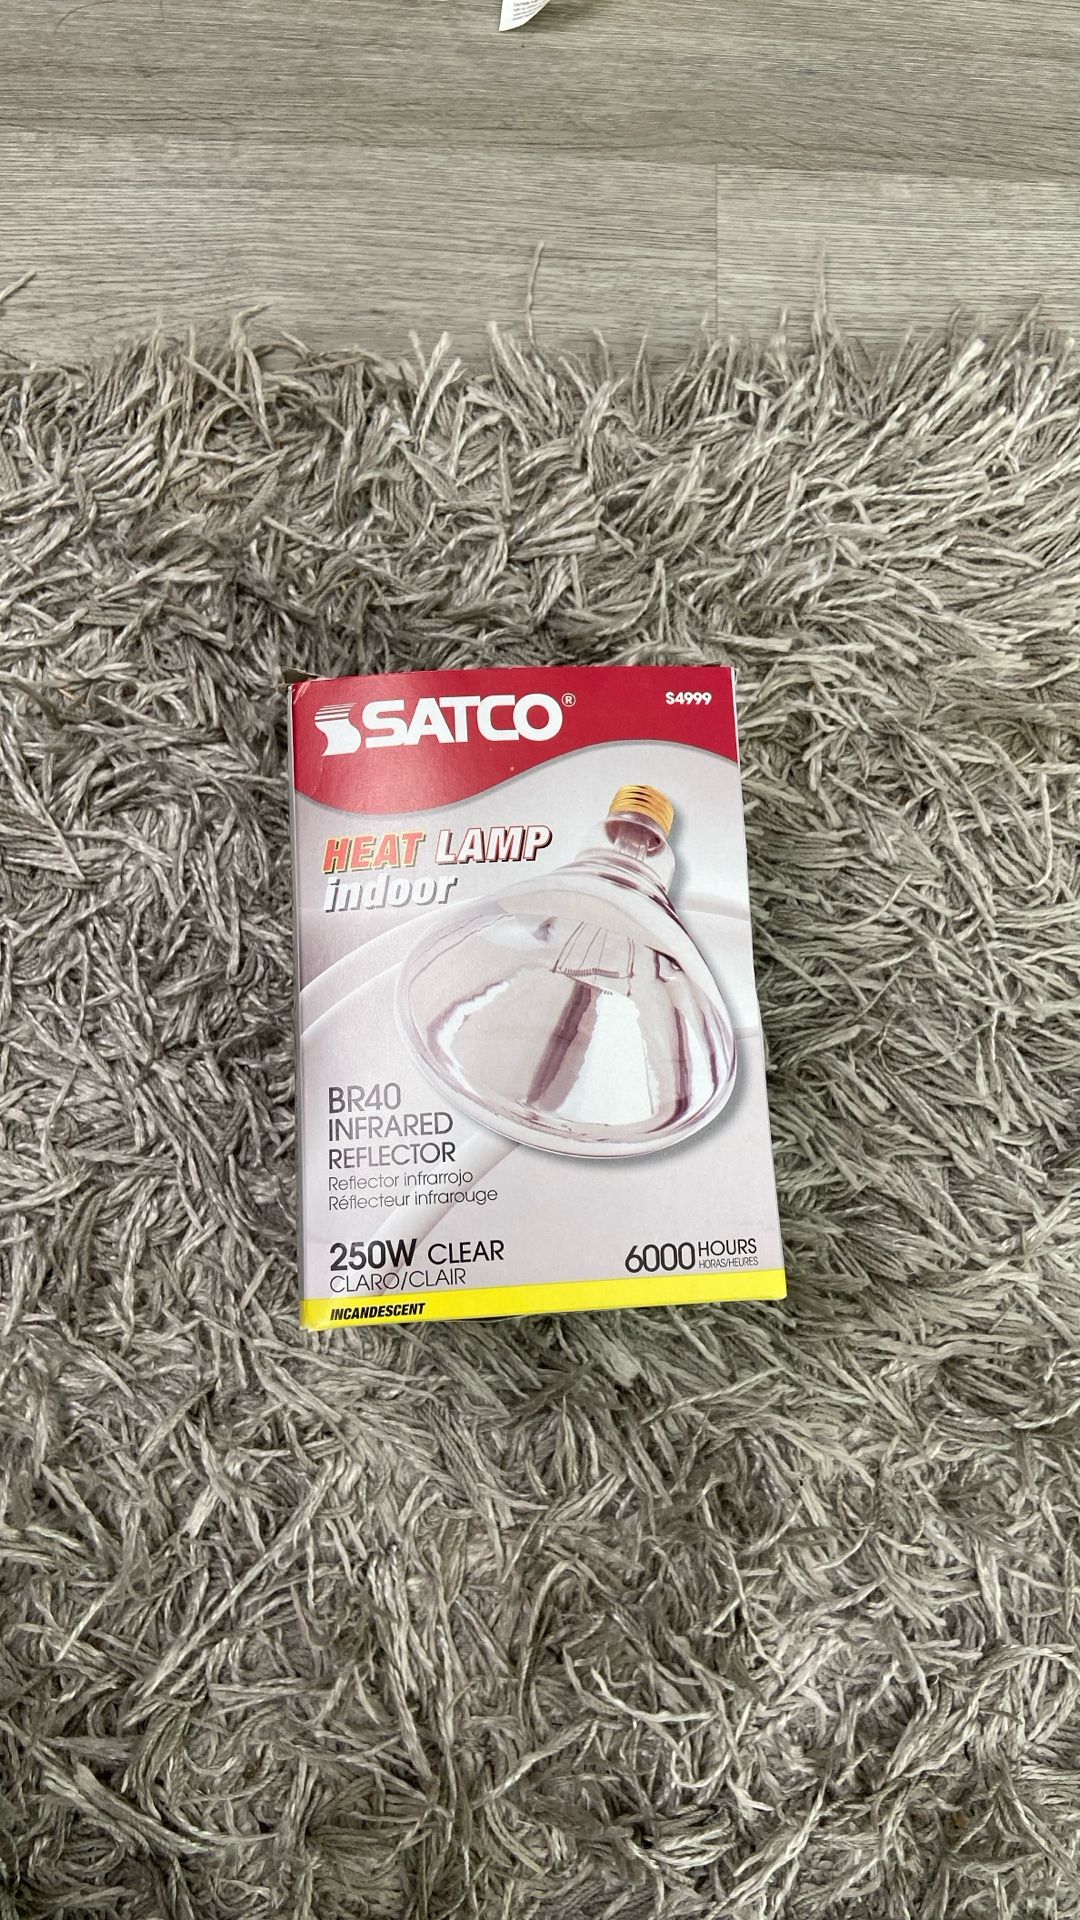 SATCO®
S4999
HEAT LAMP
indoor
BR40
INFRARED
REFLECTOR
Reflector infrarrojo
Réflecteur infrarouge
250W CLEAR
CLARO/CLAIR
6000 HOURS
HORAS/HEURES
INCANDESCENT